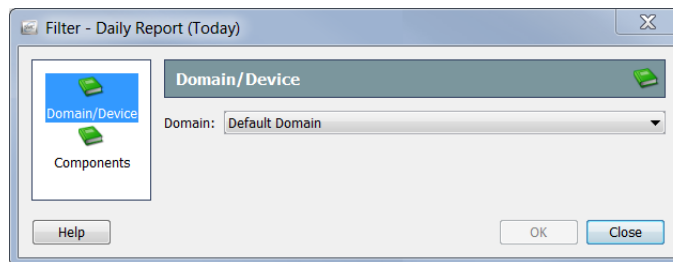 Filter - Daily Report (Today)
Domain/Device
Domain/Device
Domain: Default Domain
Components
Help
OK
Close